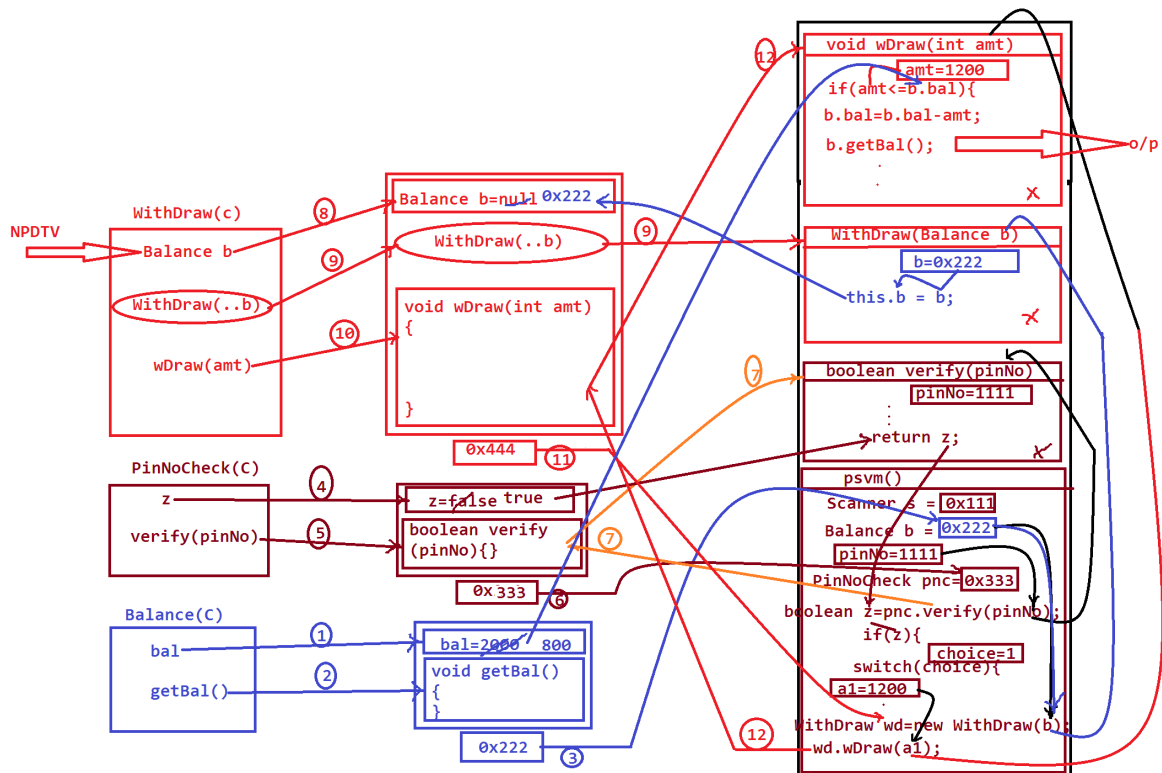 NPDTV
WithDraw(c)
Balance b
WithDraw(..b)
wDraw(amt)
8
9
10
Balance b=null 0x222
WithDraw(..b)
void wDraw(int amt)
{
}
0x444
11
9
12
PinNoCheck(C)
z
verify(pinNo)
4
5
z=false true
boolean verify
(pinNo){}
0x333
6
7
7
Balance(C)
bal
getBal()
1
2
bal=2000 800
void getBal()
{
}
0x222
3
12
void wDraw(int amt)
amt=1200
if(amt<=b.bal){
b.bal=b.bal-amt;
b.getBal();
.
.
x
o/p
WithDraw(Balance b)
b=0x222
this.b = b;
x
boolean verify(pinNo)
pinNo=1111
.
.
return z;
x
psvm()
Scanner s = 0x111
Balance b = 0x222
pinNo=1111
PinNoCheck pnc=0x333
boolean z=pnc.verify(pinNo);
if(z){
choice=1
switch(choice){
a1=1200
.
WithDraw wd=new WithDraw(b);
wd.wDraw(a1);